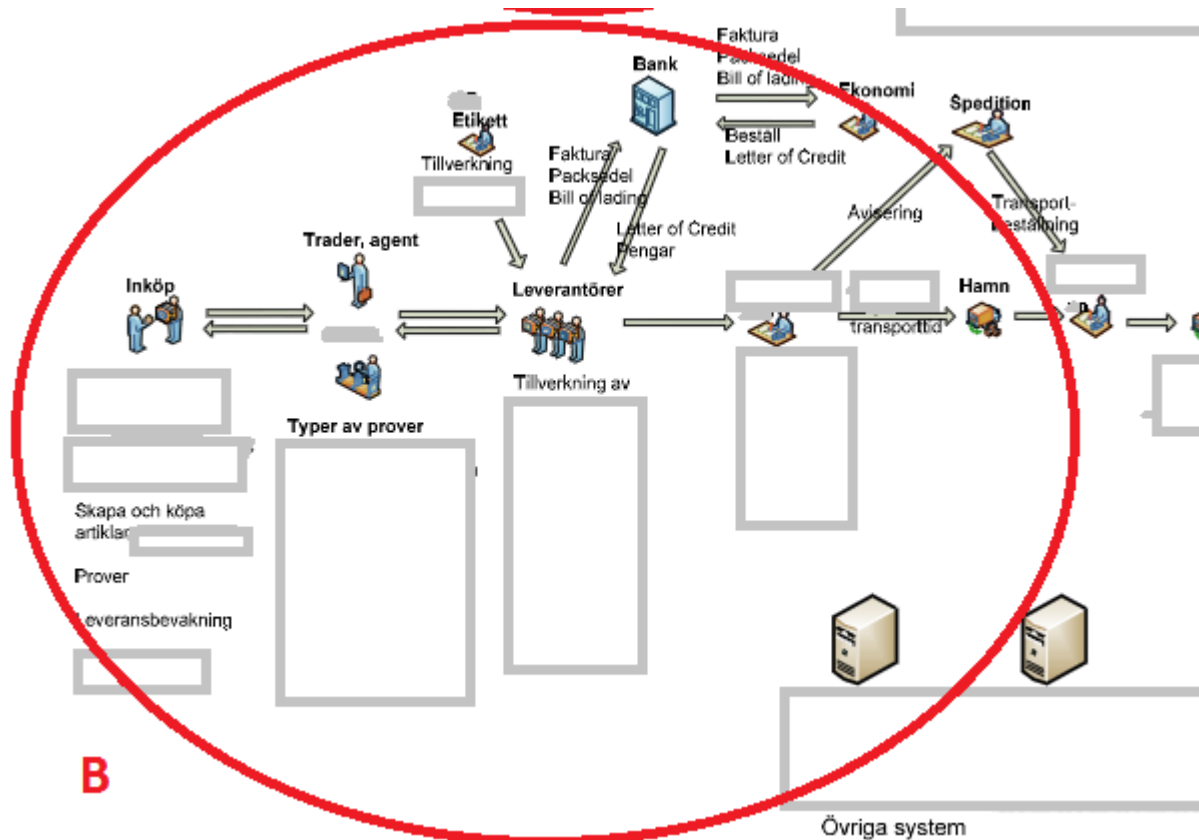 Faktura
Packsedel
Bill of lading
Bank
Ekonomi
Spedition
Etikett
Tillverkning
Beställ
Letter of Credit
Faktura
Packsedel
Bill of lading
Avisering
Transport-
beställning
Letter of Credit
Pengar
Trader, agent
Inköp
Leverantörer
Hamn
transporttid
Tillverkning av
Typer av prover
Skapa och köpa
artiklar
Prover
Leveransbevakning
B
Övriga system